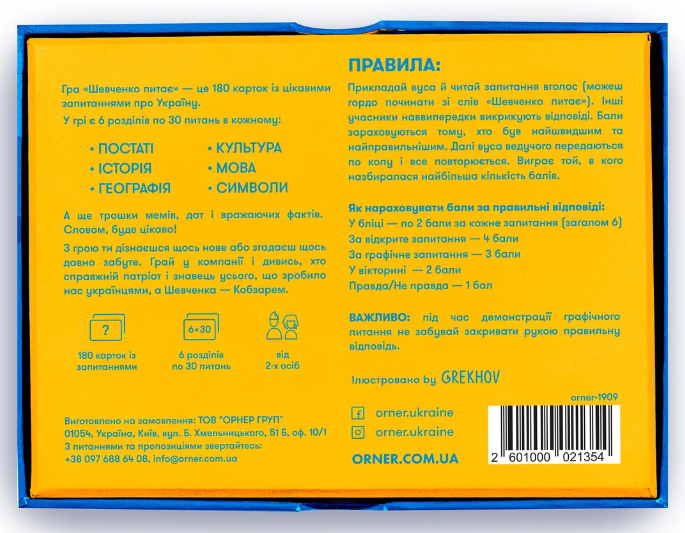 Гра «Шевченко питає» — це 180 карток із цікавими
запитаннями про Україну.
У грі є 6 розділів по 30 питань в кожному:
• ПОСТАТІ
• ІСТОРІЯ
• ГЕОГРАФІЯ
• КУЛЬТУРА
• МОВА
• СИМВОЛИ
А ще трошки мемів, дат і вражаючих фактів.
Словом, буде цікаво!
З грою ти дізнаєшся щось нове або згадаєш щось
давно забуте. Грай у компанії і дивись, хто
справжній патріот і знавець усього, що зробило
нас українцями, а Шевченка — Кобзарем.
?
180 карток із
запитаннями
6×30
6 розділів
по 30 питань
від
2-х осіб
Виготовлено на замовлення: ТОВ "ОРНЕР ГРУП"
01054, Україна, Київ, вул. Б. Хмельницького, 51 Б, оф. 10/1
З питаннями та пропозиціями звертайтесь:
+38 097 688 64 08, info@orner.com.ua
ПРАВИЛА:
Прикладай вуса й читай запитання вголос (можеш
гордо починати зі слів «Шевченко питає»). Інші
учасники наввипередки викрикують відповіді. Бали
зараховуються тому, хто був найшвидшим та
найправильнішим. Далі вуса ведучого передаються
по колу і все повторюється. Виграє той, в кого
назбиралася найбільша кількість балів.
Як нараховувати бали за правильні відповіді:
У бліці — по 2 бали за кожне запитання (загалом 6)
За відкрите запитання — 4 бали
За графічне запитання — 3 бали
У вікторині — 2 бали
Правда/Не правда — 1 бал
ВАЖЛИВО: під час демонстрації графічного
питання не забувай закривати рукою правильну
відповідь.
Ілюстровано by GREKHOV
orner-1909
orner.ukraine
orner.ukraine
ORNER.COM.UA
2 601000 021354